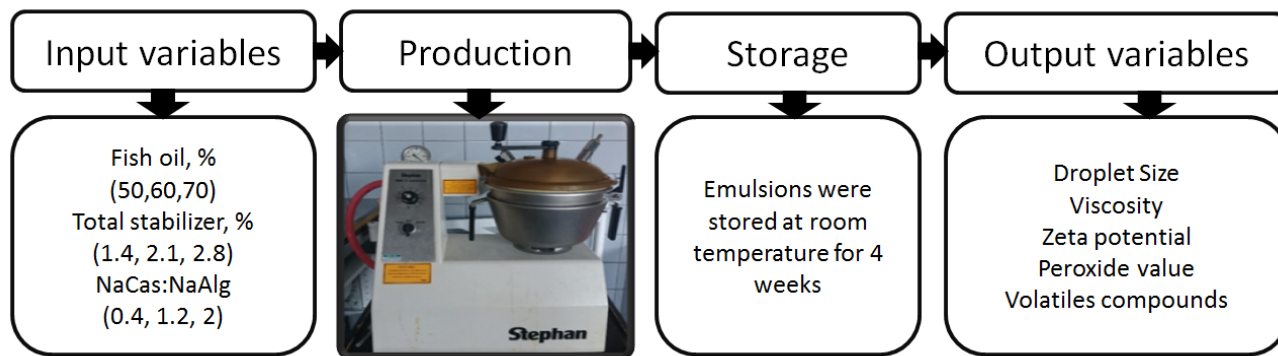 Input variables
Production
Storage
Output variables
Fish oil, %
(50,60,70)
Total stabilizer, %
(1.4, 2.1, 2.8)
NaCas:NaAlg
(0.4, 1.2, 2)
Stephan
Emulsions were
stored at room
temperature for 4
weeks
Droplet Size
Viscosity
Zeta potential
Peroxide value
Volatiles compounds